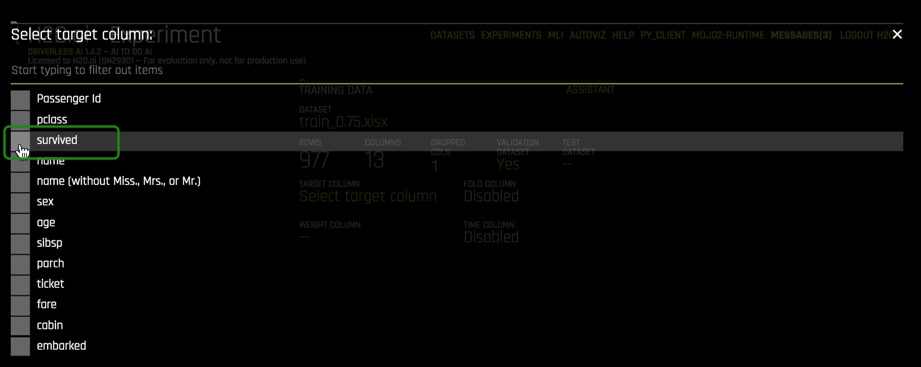 Select target column:
H2O.ai Experiment
DATASETS EXPERIMENTS MLI AUTOVIZ HELP PY_CLIENT MOJO2-RUNTIME MESSAGES[3] LOGOUT H2O
DRIVERLESS AI 1.4.2 – AI TO DO AI
Licensed to H2O.ai (SN29901) – For evaluation only, not for production use)
Start typing to filter out items
TRAINING DATA
ASSISTANT
DATASET
train_0.75.xlsx
ROWS COLUMNS DROPPED COLS VALIDATION DATASET TEST DATASET
977 13 1 Yes --
TARGET COLUMN FOLD COLUMN
Select target column Disabled
WEIGHT COLUMN TIME COLUMN
-- Disabled
Passenger Id
pclass
survived
name
name (without Miss., Mrs., or Mr.)
sex
age
sibsp
parch
ticket
fare
cabin
embarked